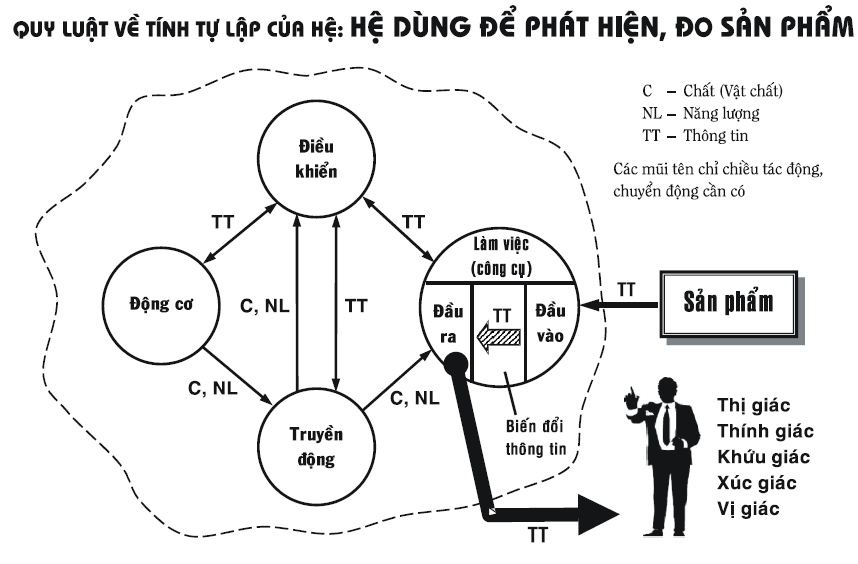 QUY LUẬT VỀ TÍNH TỰ LẬP CỦA HỆ: HỆ DÙNG ĐỂ PHÁT HIỆN, ĐO SẢN PHẨM
C – Chất (Vật chất)
NL – Năng lượng
TT – Thông tin
Các mũi tên chỉ chiều tác động,
chuyển động cần có
Điều
khiển
TT
TT
Làm việc
(công cụ)
Động cơ
C, NL
TT
Đầu
ra
TT
Đầu
vào
TT
Sản phẩm
C, NL
C, NL
Truyền
động
Biến đổi
thông tin
TT
Thị giác
Thính giác
Khứu giác
Xúc giác
Vị giác